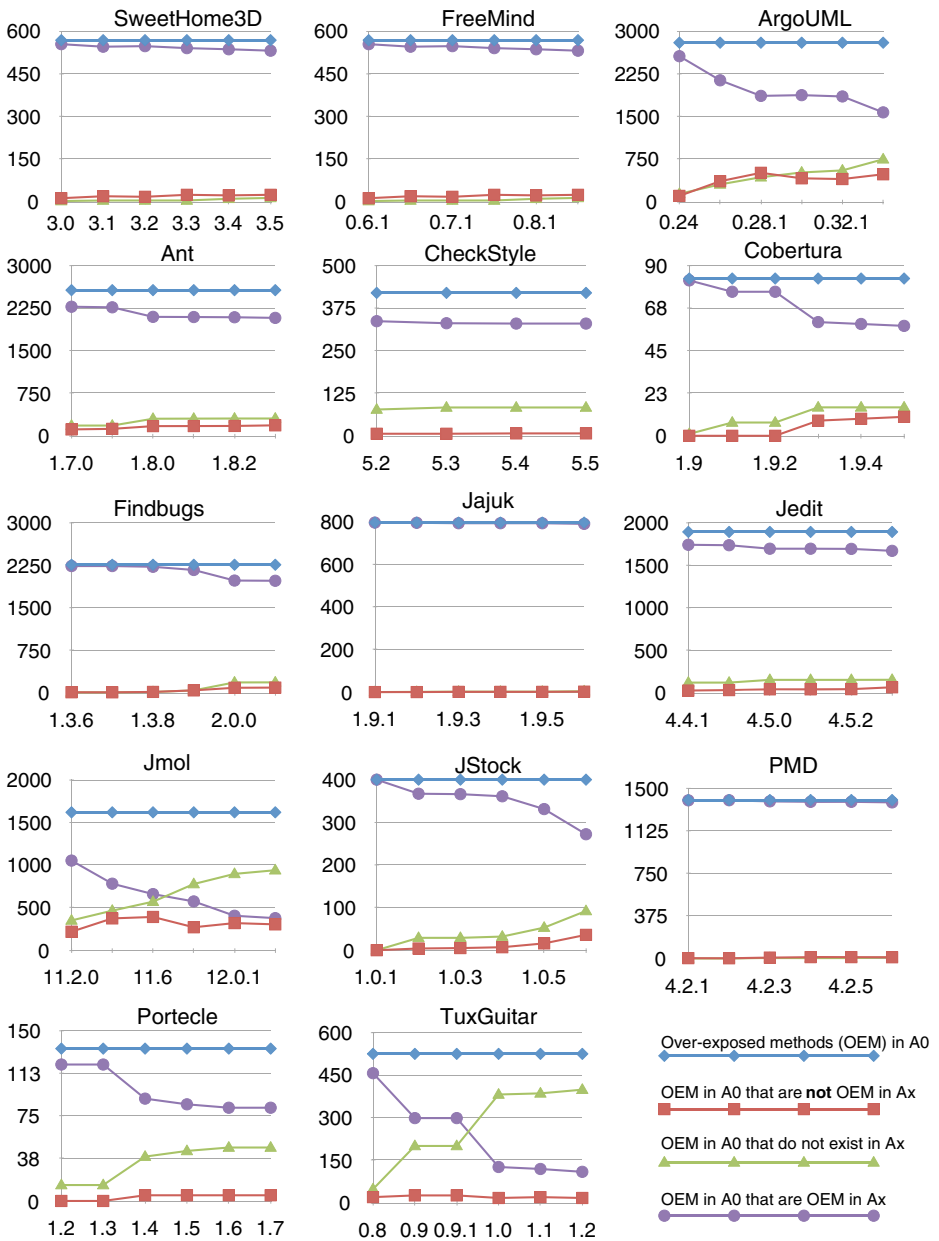 SweetHome3D
600
450
300
150
0
3.0 3.1 3.2 3.3 3.4 3.5
FreeMind
600
450
300
150
0
0.6.1 0.7.1 0.8.1
ArgoUML
3000
2250
1500
750
0
0.24 0.28.1 0.32.1
Ant
3000
2250
1500
750
0
1.7.0 1.8.0 1.8.2
CheckStyle
500
375
250
125
0
5.2 5.3 5.4 5.5
Cobertura
90
68
45
23
0
1.9 1.9.2 1.9.4
Findbugs
3000
2250
1500
750
0
1.3.6 1.3.8 2.0.0
Jajuk
800
600
400
200
0
1.9.1 1.9.3 1.9.5
Jedit
2000
1500
1000
500
0
4.4.1 4.5.0 4.5.2
Jmol
2000
1500
1000
500
0
11.2.0 11.6 12.0.1
JStock
400
300
200
100
0
1.0.1 1.0.3 1.0.5
PMD
1500
1125
750
375
0
4.2.1 4.2.3 4.2.5
Portecle
150
113
75
38
0
1.2 1.3 1.4 1.5 1.6 1.7
TuxGuitar
600
450
300
150
0
0.8 0.9 0.9.1 1.0 1.1 1.2
Over-exposed methods (OEM) in A0
OEM in A0 that are not OEM in Ax
OEM in A0 that do not exist in Ax
OEM in A0 that are OEM in Ax